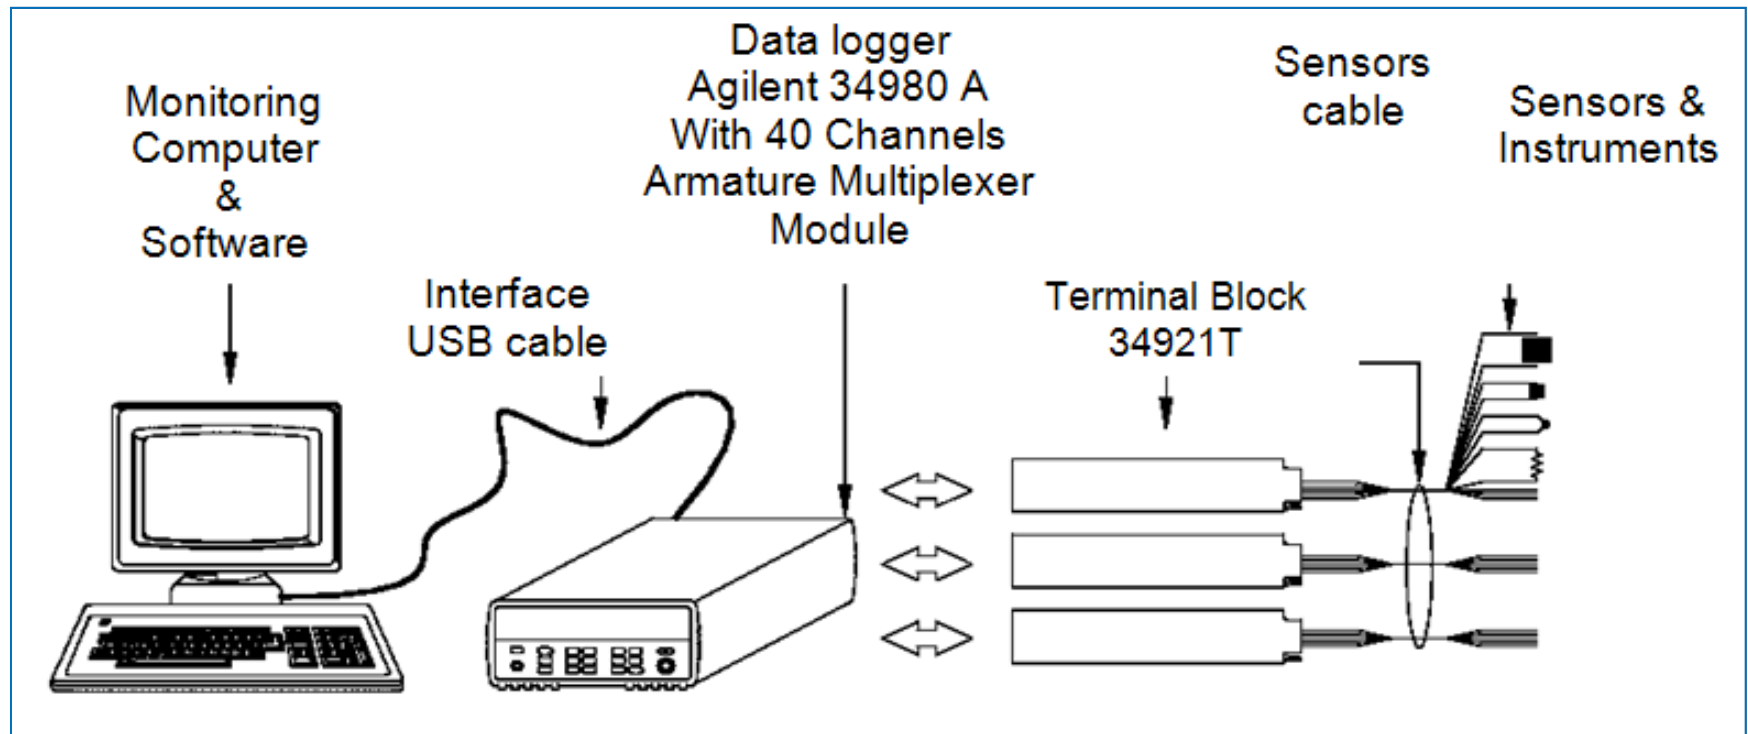 Monitoring
Computer
&
Software
Interface
USB cable
Data logger
Agilent 34980 A
With 40 Channels
Armature Multiplexer
Module
Terminal Block
34921T
Sensors
cable
Sensors &
Instruments